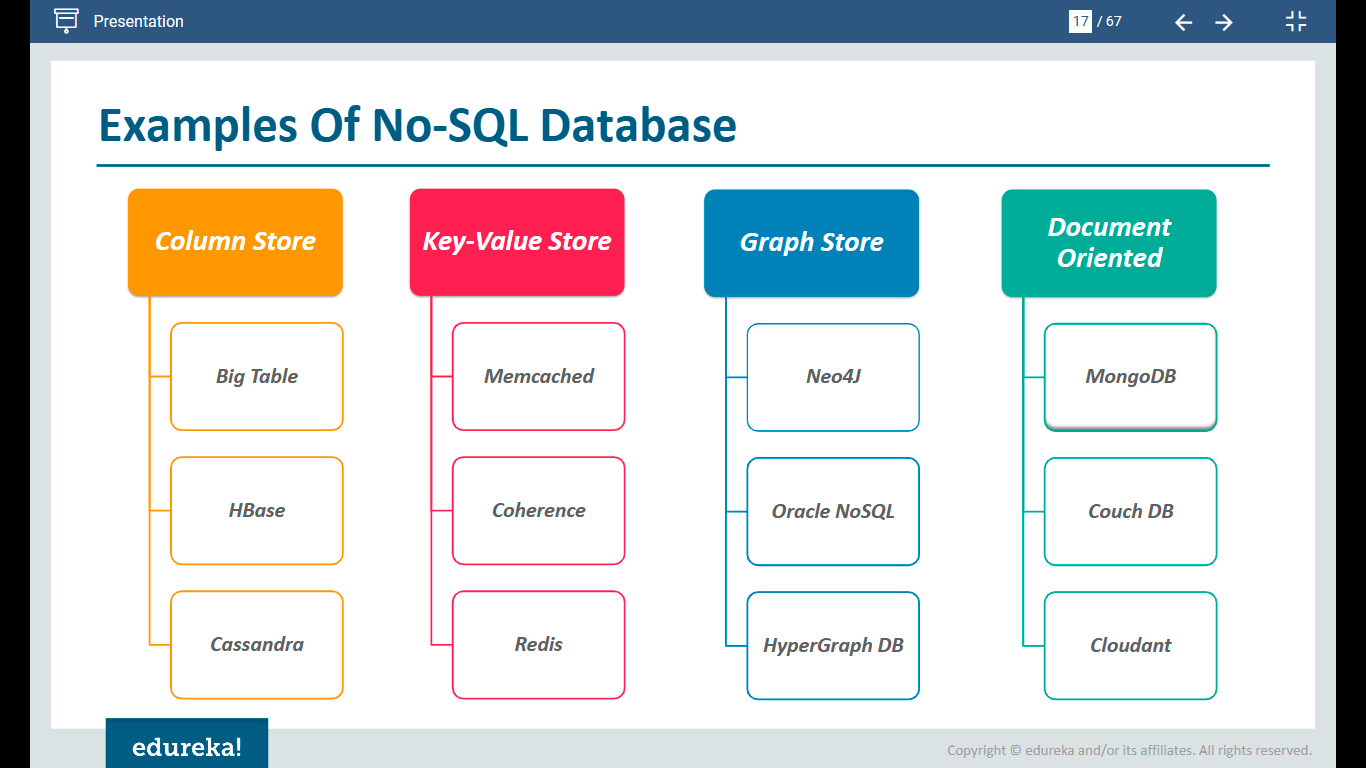 Presentation
17 / 67
Examples Of No-SQL Database
Column Store
Big Table
HBase
Cassandra
Key-Value Store
Memcached
Coherence
Redis
Graph Store
Neo4J
Oracle NoSQL
HyperGraph DB
Document
Oriented
MongoDB
Couch DB
Cloudant
edureka!
Copyright © edureka and/or its affiliates. All rights reserved.